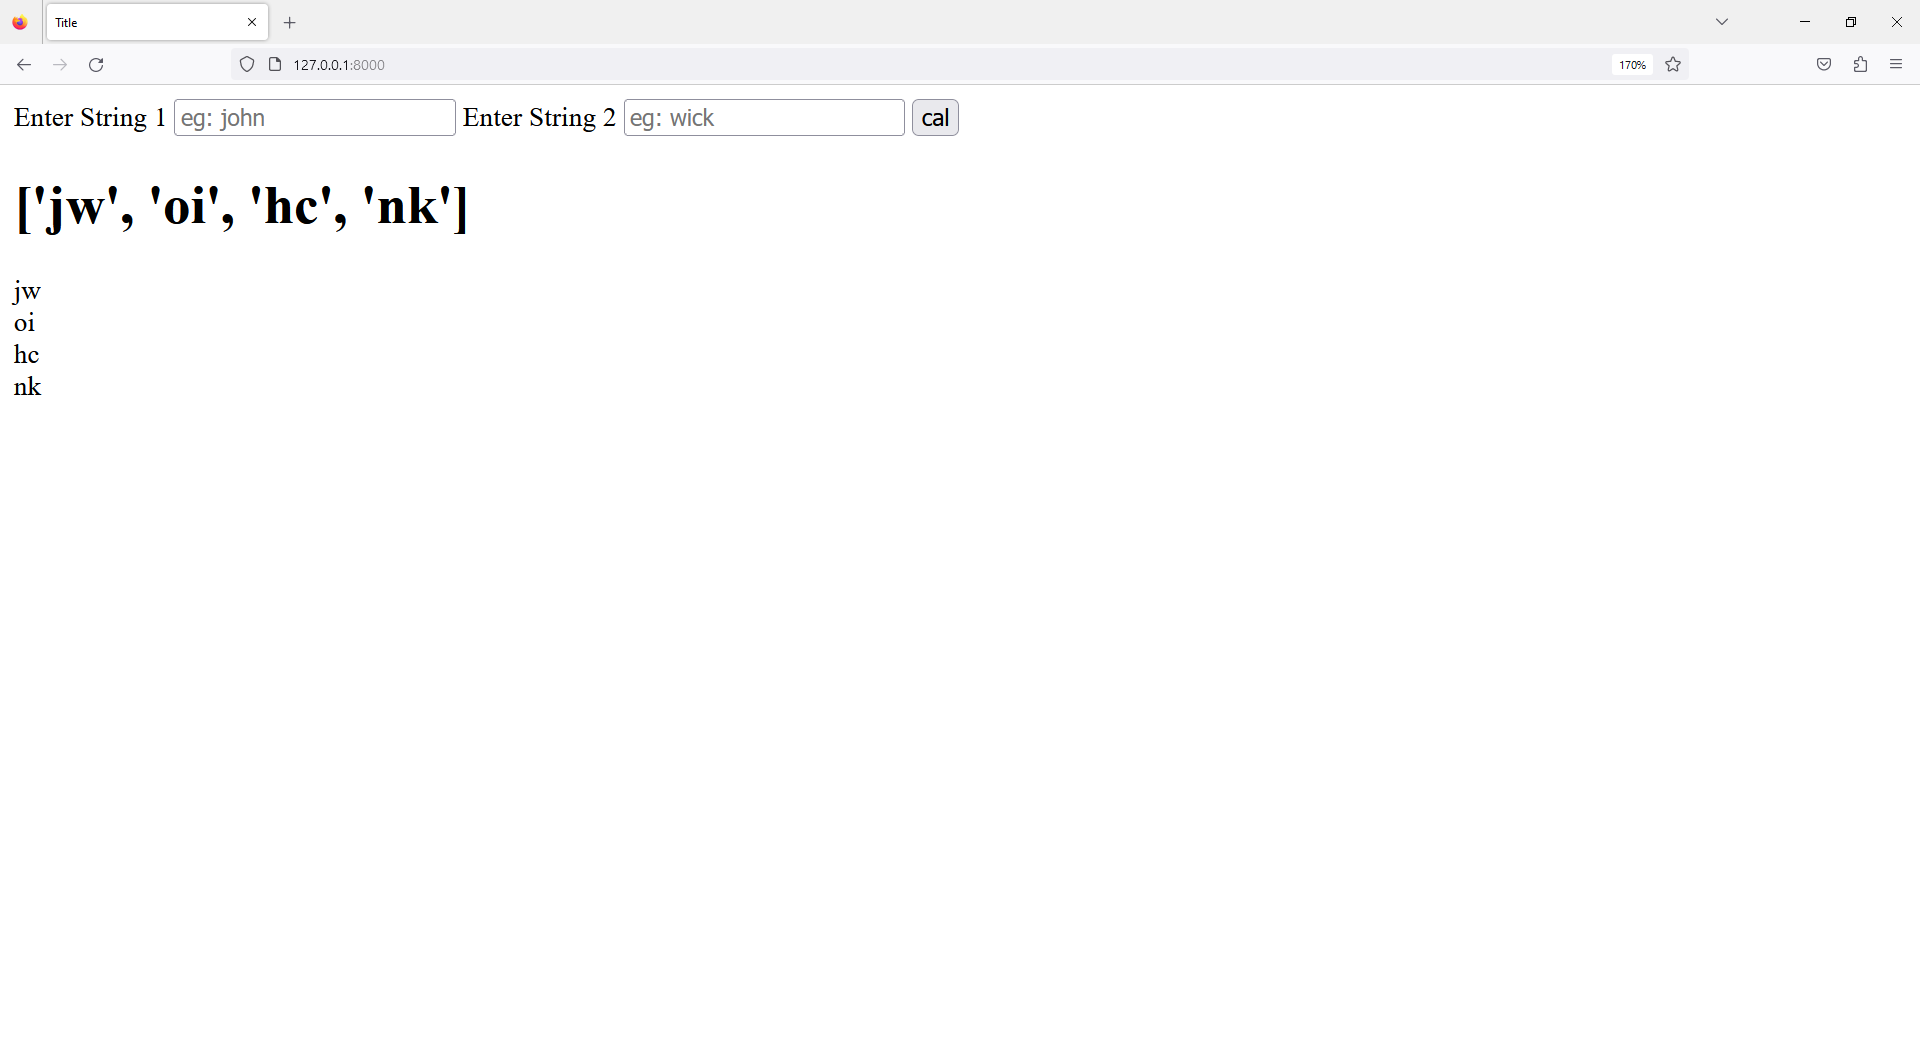 Title
127.0.0.1:8000
170%
Enter String 1 eg: john Enter String 2 eg: wick cal
['jw', 'oi', 'hc', 'nk']
jw
oi
hc
nk